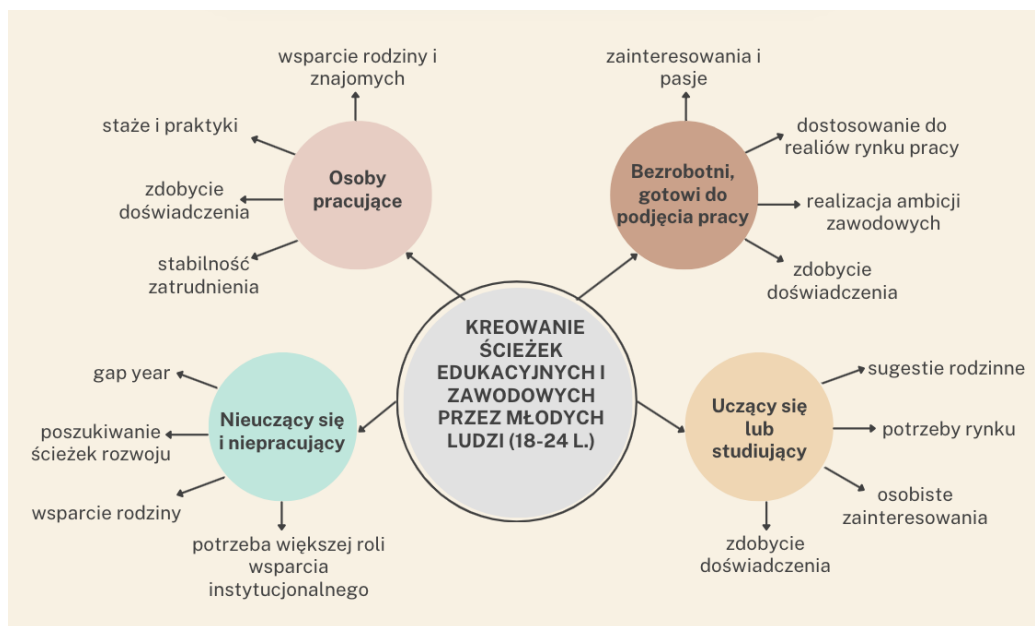 wsparcie rodziny i
znajomych
staże i praktyki
zdobycie
doświadczenia
stabilność
zatrudnienia
Osoby
pracujące
zainteresowania i
pasje
dostosowanie do
realiów rynku pracy
realizacja ambicji
zawodowych
zdobycie
doświadczenia
Bezrobotni,
gotowi do
podjęcia pracy
KREOWANIE
ŚCIEŻEK
EDUKACYJNYCH I
ZAWODOWYCH
PRZEZ MŁODYCH
LUDZI (18-24 L.)
gap year
poszukiwanie
ścieżek rozwoju
wsparcie rodziny
potrzeba większej roli
wsparcia
instytucjonalnego
Nieuczący się
i niepracujący
Uczący się
lub
studiujący
sugestie rodzinne
potrzeby rynku
osobiste
zainteresowania
zdobycie
doświadczenia